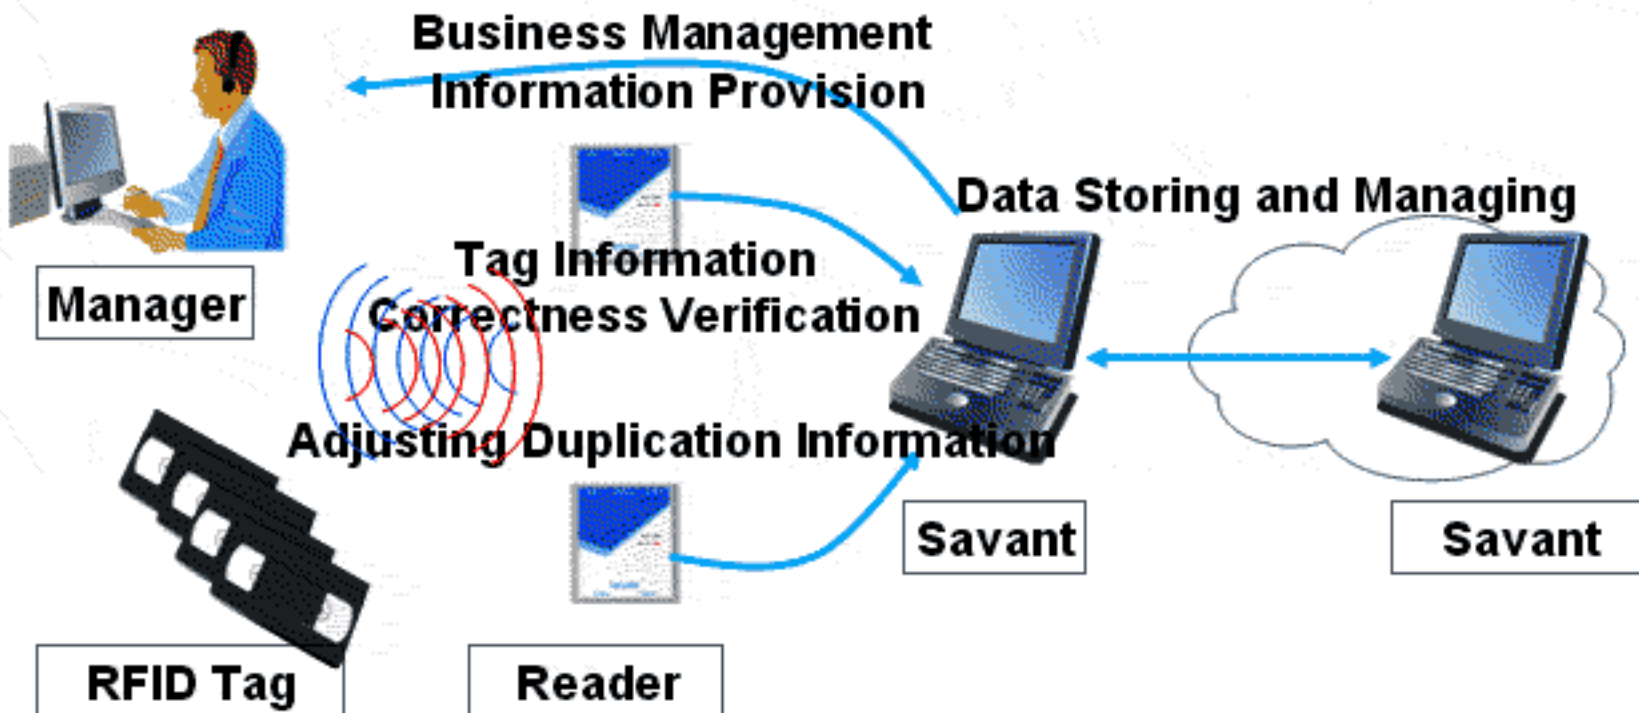 Business Management
Information Provision
Data Storing and Managing
Tag Information
Correctness Verification
Manager
Adjusting Duplication Information
Savant
Savant
RFID Tag
Reader